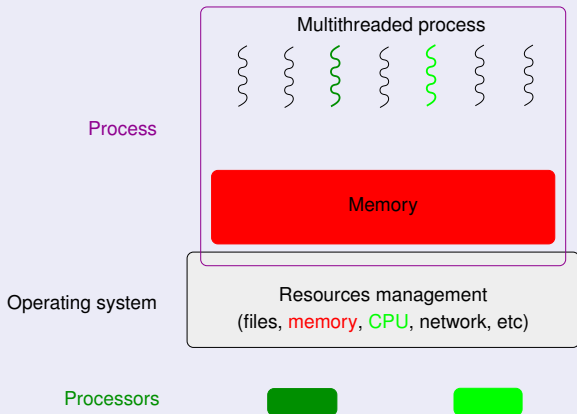 Multithreaded process
Process
Memory
Operating system
Resources management
(files, memory, CPU, network, etc)
Processors